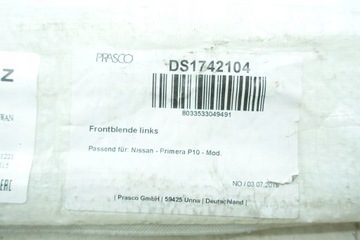 PRASCO
DS1742104
8033533049491
Frontblende links
Passend für: Nissan - Primera P10 - Mod.
NO / 03.07.2018
| Prasco GmbH | 59425 Unna | Deutschland |
Z